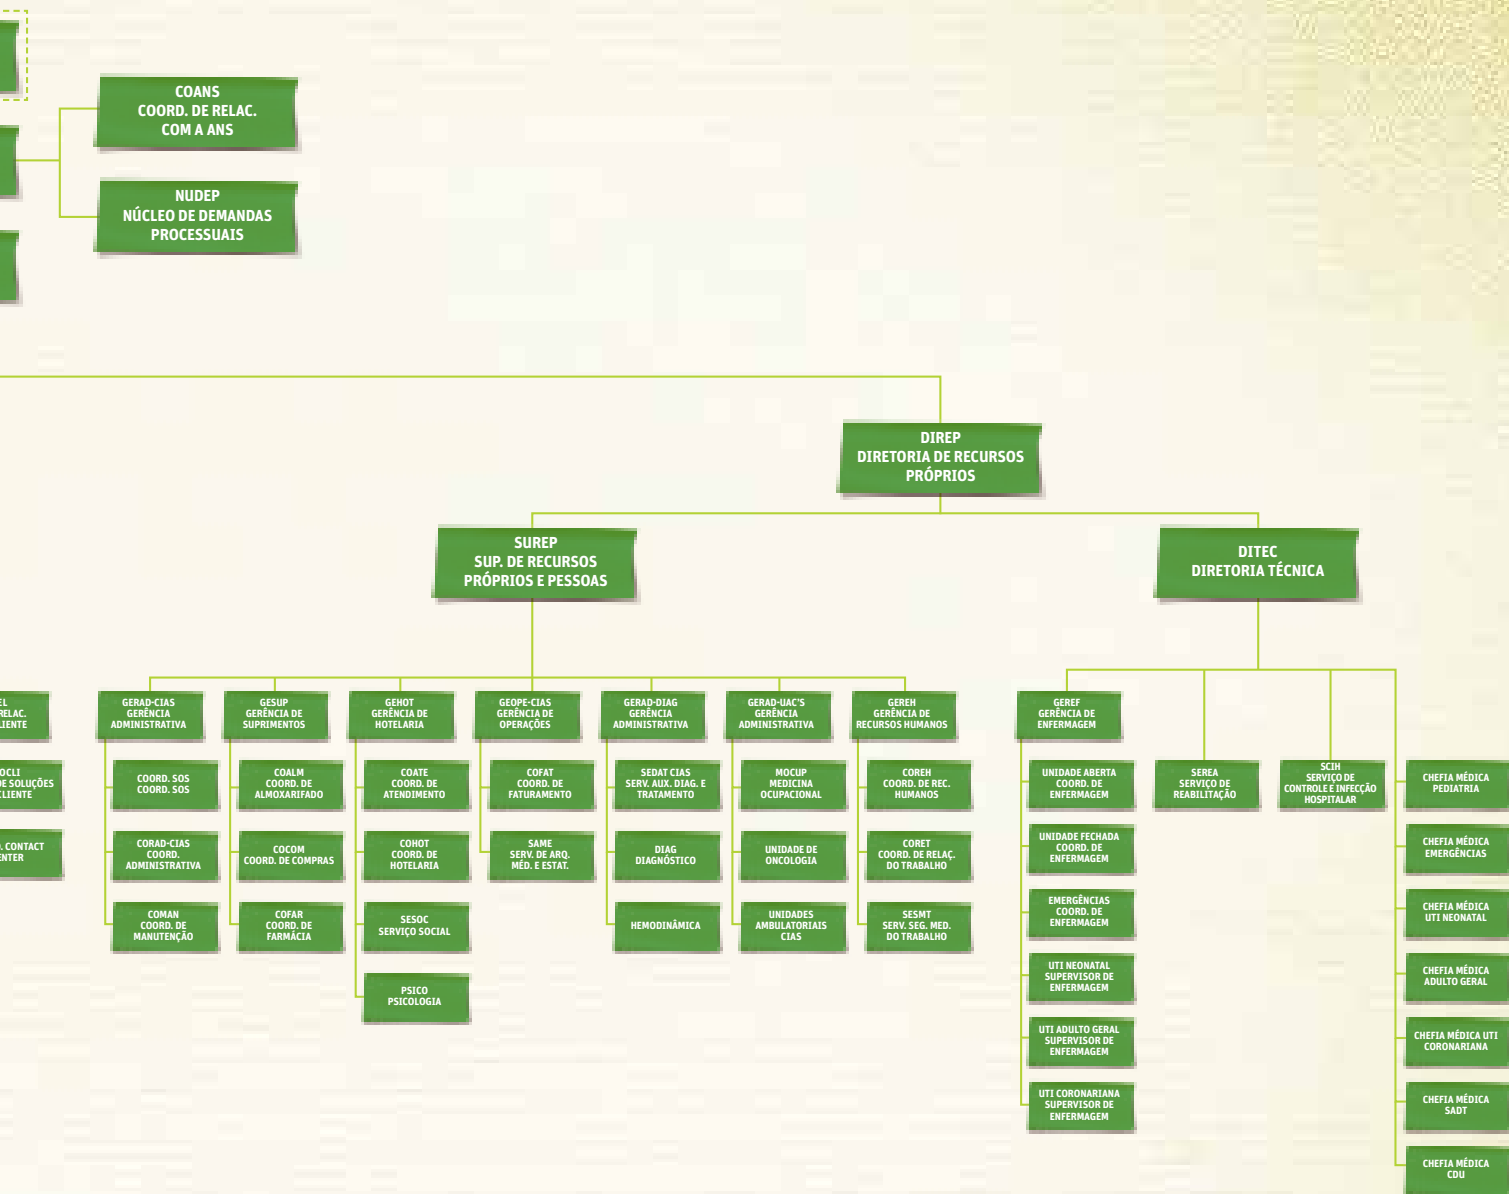 COANS
COORD. DE RELAC.
COM A ANS
NUDEP
NÚCLEO DE DEMANDAS
PROCESSUAIS
DIREP
DIRETORIA DE RECURSOS
PRÓPRIOS
SUREP
SUP. DE RECURSOS
PRÓPRIOS E PESSOAS
DITEC
DIRETORIA TÉCNICA
RELAC.
DE SOLUÇÕES
CONTACT
GERAD-CIAS
GERÊNCIA
ADMINISTRATIVA
COORD. SOS
COORD. SOS
CORAD-CIAS
COORD.
ADMINISTRATIVA
COMAN
COORD. DE
MANUTENÇÃO
GESUP
GERÊNCIA DE
SUPRIMENTOS
COALM
COORD. DE
ALMOXARIFADO
COCOM
COORD. DE COMPRAS
COFAR
COORD. DE
FARMÁCIA
GEHOT
GERÊNCIA DE
HOTELARIA
COATE
COORD. DE
ATENDIMENTO
COHOT
COORD. DE
HOTELARIA
SESOC
SERVIÇO SOCIAL
PSICO
PSICOLOGIA
GEOPE-CIAS
GERÊNCIA DE
OPERAÇÕES
COFAT
COORD. DE
FATURAMENTO
SAME
SERV. DE ARQ.
MÉD. E ESTAT.
GERAD-DIAG
GERÊNCIA
ADMINISTRATIVA
SEDAT CIAS
SERV. AUX. DIAG. E
TRATAMENTO
DIAG
DIAGNÓSTICO
HEMODINÂMICA
GERAD-UAC'S
GERÊNCIA
ADMINISTRATIVA
MOCUP
MEDICINA
OCUPACIONAL
UNIDADE DE
ONCOLOGIA
UNIDADES
AMBULATORIAIS
CIAS
GEREH
GERÊNCIA DE
RECURSOS HUMANOS
COREH
COORD. DE REC.
HUMANOS
CORET
COORD. DE RELAÇ.
DO TRABALHO
SESMT
SERV. SEG. MED.
DO TRABALHO
GEREF
GERÊNCIA DE
ENFERMAGEM
UNIDADE ABERTA
COORD. DE
ENFERMAGEM
UNIDADE FECHADA
COORD. DE
ENFERMAGEM
EMERGÊNCIAS
COORD. DE
ENFERMAGEM
UTI NEONATAL
SUPERVISOR DE
ENFERMAGEM
UTI ADULTO GERAL
SUPERVISOR DE
ENFERMAGEM
UTI CORONARIANA
SUPERVISOR DE
ENFERMAGEM
SEREA
SERVIÇO DE
REABILITAÇÃO
SCIH
SERVIÇO DE
CONTROLE E INFECÇÃO
HOSPITALAR
CHEFIA MÉDICA
PEDIATRIA
CHEFIA MÉDICA
EMERGÊNCIAS
CHEFIA MÉDICA
UTI NEONATAL
CHEFIA MÉDICA
ADULTO GERAL
CHEFIA MÉDICA UTI
CORONARIANA
CHEFIA MÉDICA
SADT
CHEFIA MÉDICA
CDU